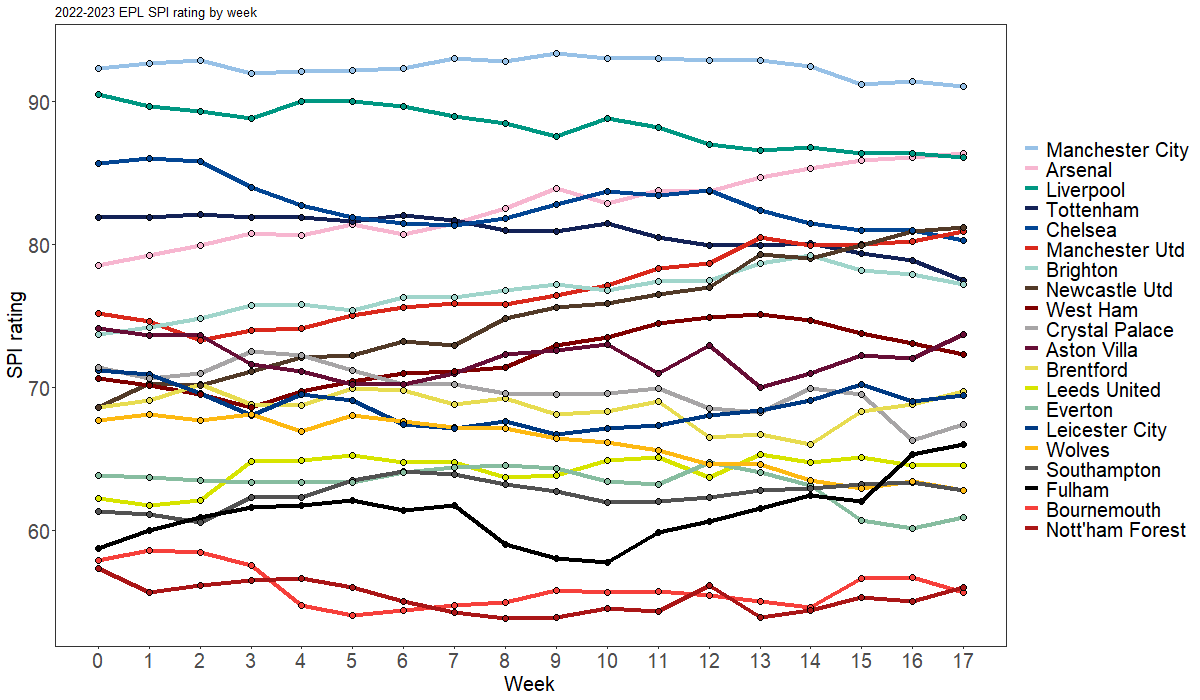 2022-2023 EPL SPI rating by week
SPI rating
90
80
70
60
0 1 2 3 4 5 6 7 8 9 10 11 12 13 14 15 16 17
Week
Manchester City
Arsenal
Liverpool
Tottenham
Chelsea
Manchester Utd
Brighton
Newcastle Utd
West Ham
Crystal Palace
Aston Villa
Brentford
Leeds United
Everton
Leicester City
Wolves
Southampton
Fulham
Bournemouth
Nott'ham Forest